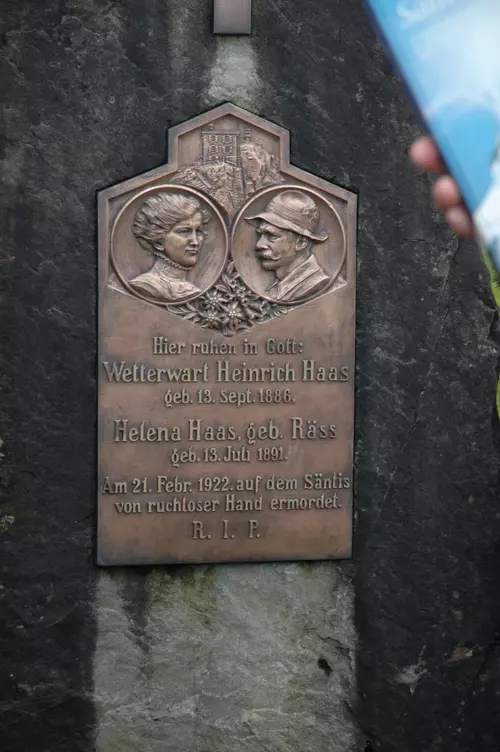 Hier ruhen in Gott:
Wetterwart Heinrich Haas
geb. 13. Sept. 1886.
Helena Haas, geb. Räss
geb. 13. Juli 1891.
Am 21. Febr. 1922. auf dem Säntis
von ruchloser Hand ermordet.
R. I. P.